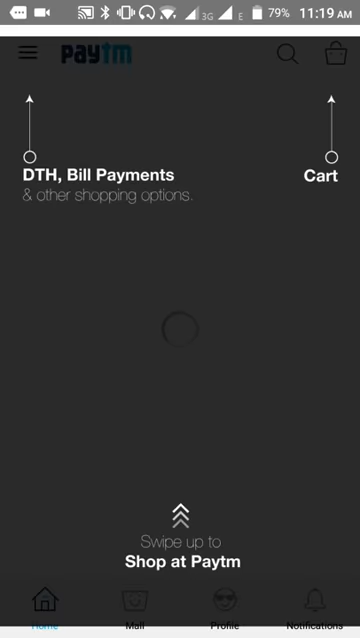 3G E 79% 11:19 AM
paytm
DTH, Bill Payments
& other shopping options.
Cart
Swipe up to
Shop at Paytm
Home Mall Profile Notifications